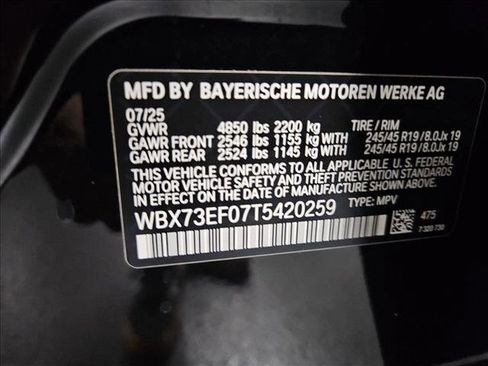 MFD BY BAYERISCHE MOTOREN WERKE AG
07/25 TIRE / RIM
GVWR 4850 lbs 2200 kg
GAWR FRONT 2546 lbs 1155 kg WITH 245/45 R19 / 8.0Jx 19
GAWR REAR 2524 lbs 1145 kg WITH 245/45 R19 / 8.0Jx 19
THIS VEHICLE CONFORMS TO ALL APPLICABLE U. S. FEDERAL
MOTOR VEHICLE SAFETY AND THEFT PREVENTION STANDARDS
IN EFFECT ON THE DATE OF MANUFACTURE SHOWN ABOVE.
WBX73EF07T5420259 TYPE: MPV
475
7 320 730